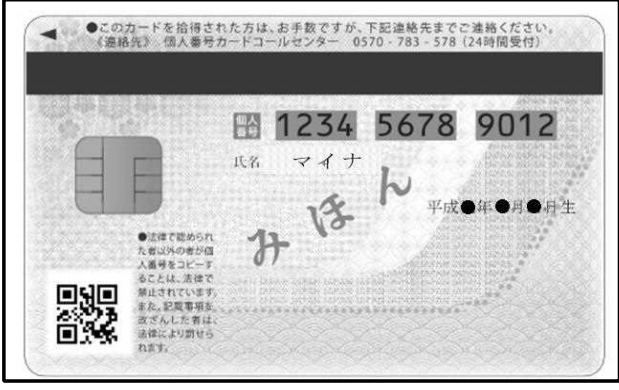 ●このカードを拾得された方は、お手数ですが、下記連絡先までご連絡ください。
《連絡先》 個人番号カードコールセンター 0570-783-578（24時間受付）
個人番号 1234 5678 9012
氏名 マイナ
平成●年●月●月生
みほん
●法律で認められ
た者以外の者が個
人番号をコピーす
ることは、法律で
禁止されています。
また、記載事項を
改ざんした者は、
法律により罰せら
れます。